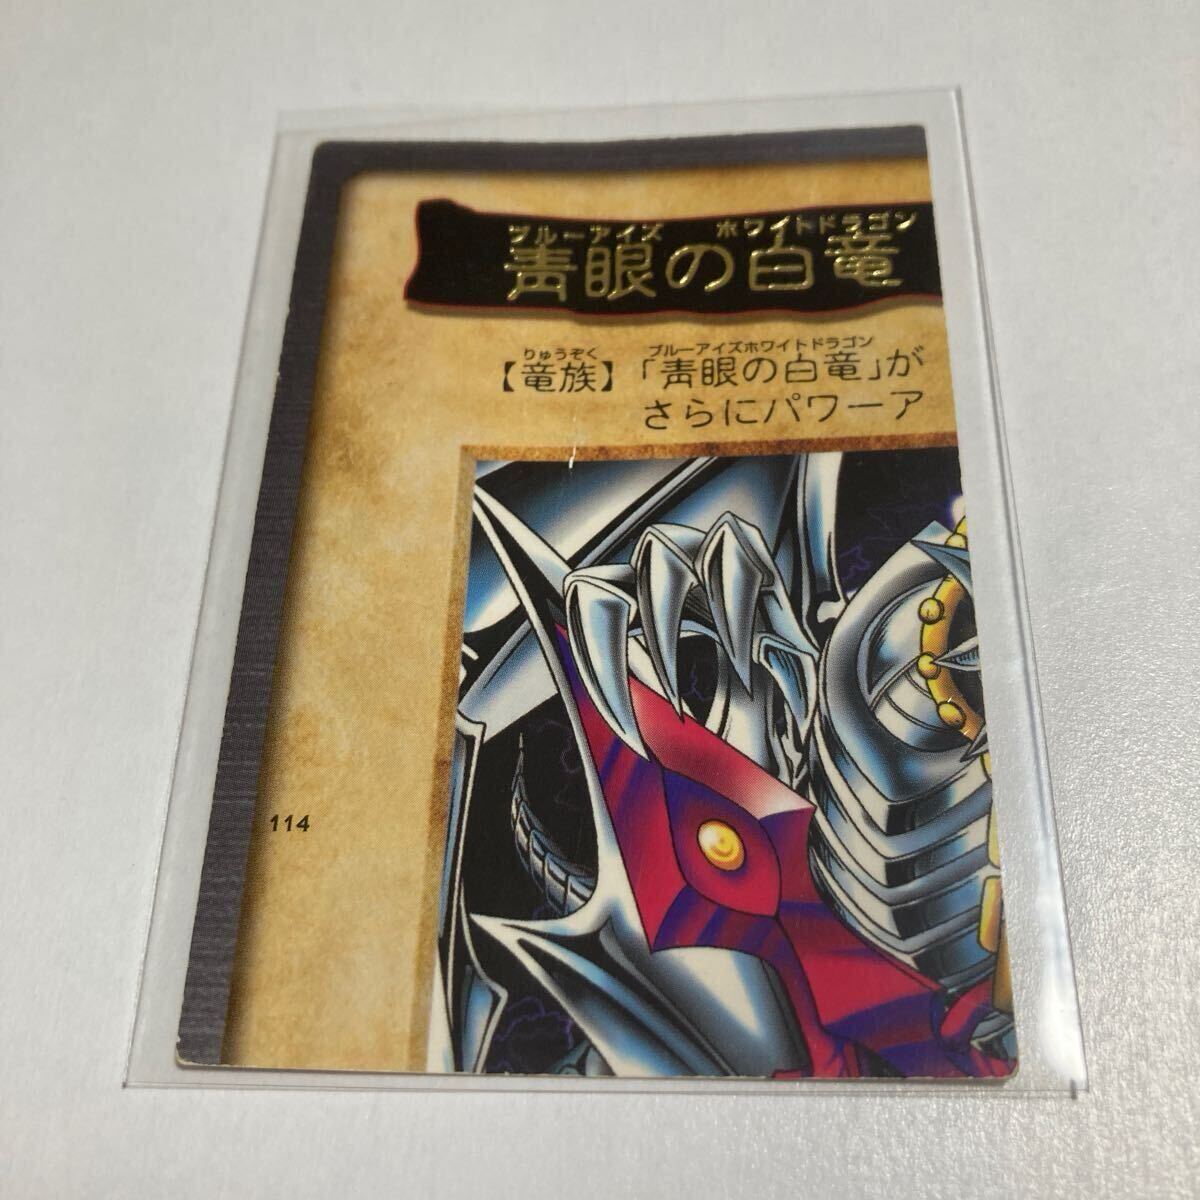 ブルーアイズ ホワイトドラゴン
青眼の白竜
りゅうぞく ブルーアイズホワイトドラゴン
【竜族】「青眼の白竜」が
さらにパワーア
114